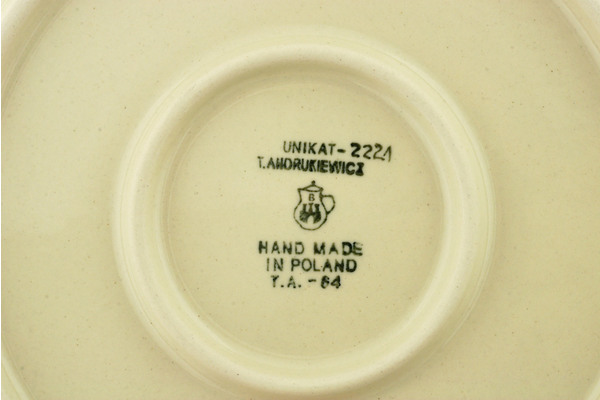 UNIKAT-2221
T.ANDRUKIEWICZ
B
HAND MADE
IN POLAND
T.A. - 64